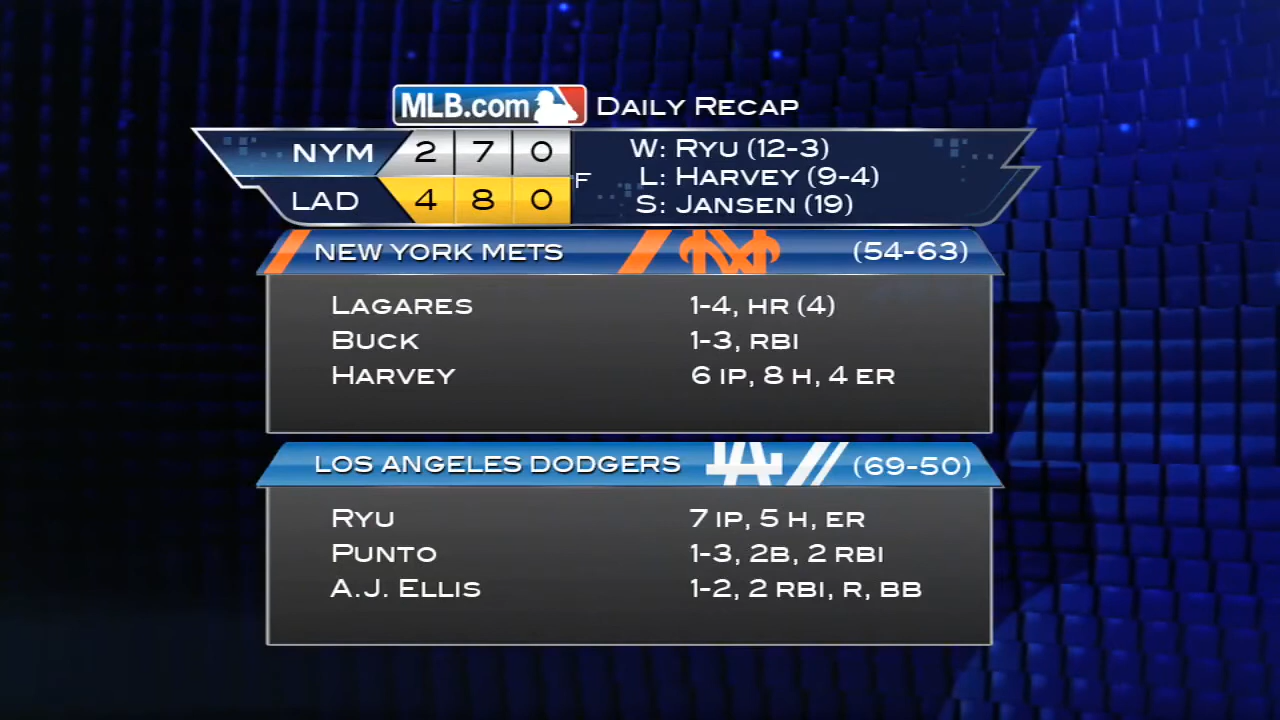 MLB.com DAILY RECAP
NYM 2 7 0
LAD 4 8 0
F
W: RYU (12-3)
L: HARVEY (9-4)
S: JANSEN (19)
NEW YORK METS NY (54-63)
LAGARES 1-4, HR (4)
BUCK 1-3, RBI
HARVEY 6 IP, 8 H, 4 ER
LOS ANGELES DODGERS LA (69-50)
RYU 7 IP, 5 H, ER
PUNTO 1-3, 2B, 2 RBI
A.J. ELLIS 1-2, 2 RBI, R, BB